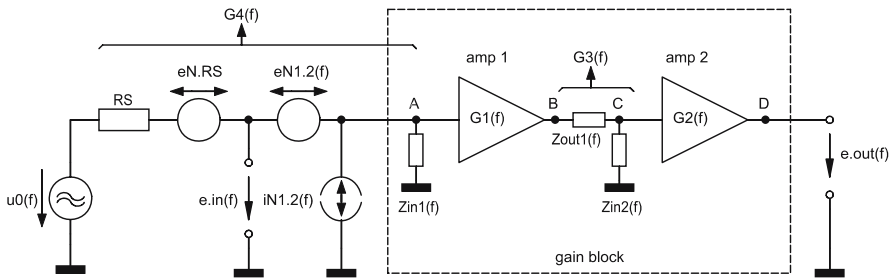 G4(f)
amp 1
G3(f)
amp 2
eN.RS
eN1.2(f)
RS
A
G1(f)
B
C
G2(f)
D
Zout1(f)
u0(f)
e.in(f)
iN1.2(f)
Zin1(f)
Zin2(f)
e.out(f)
gain block